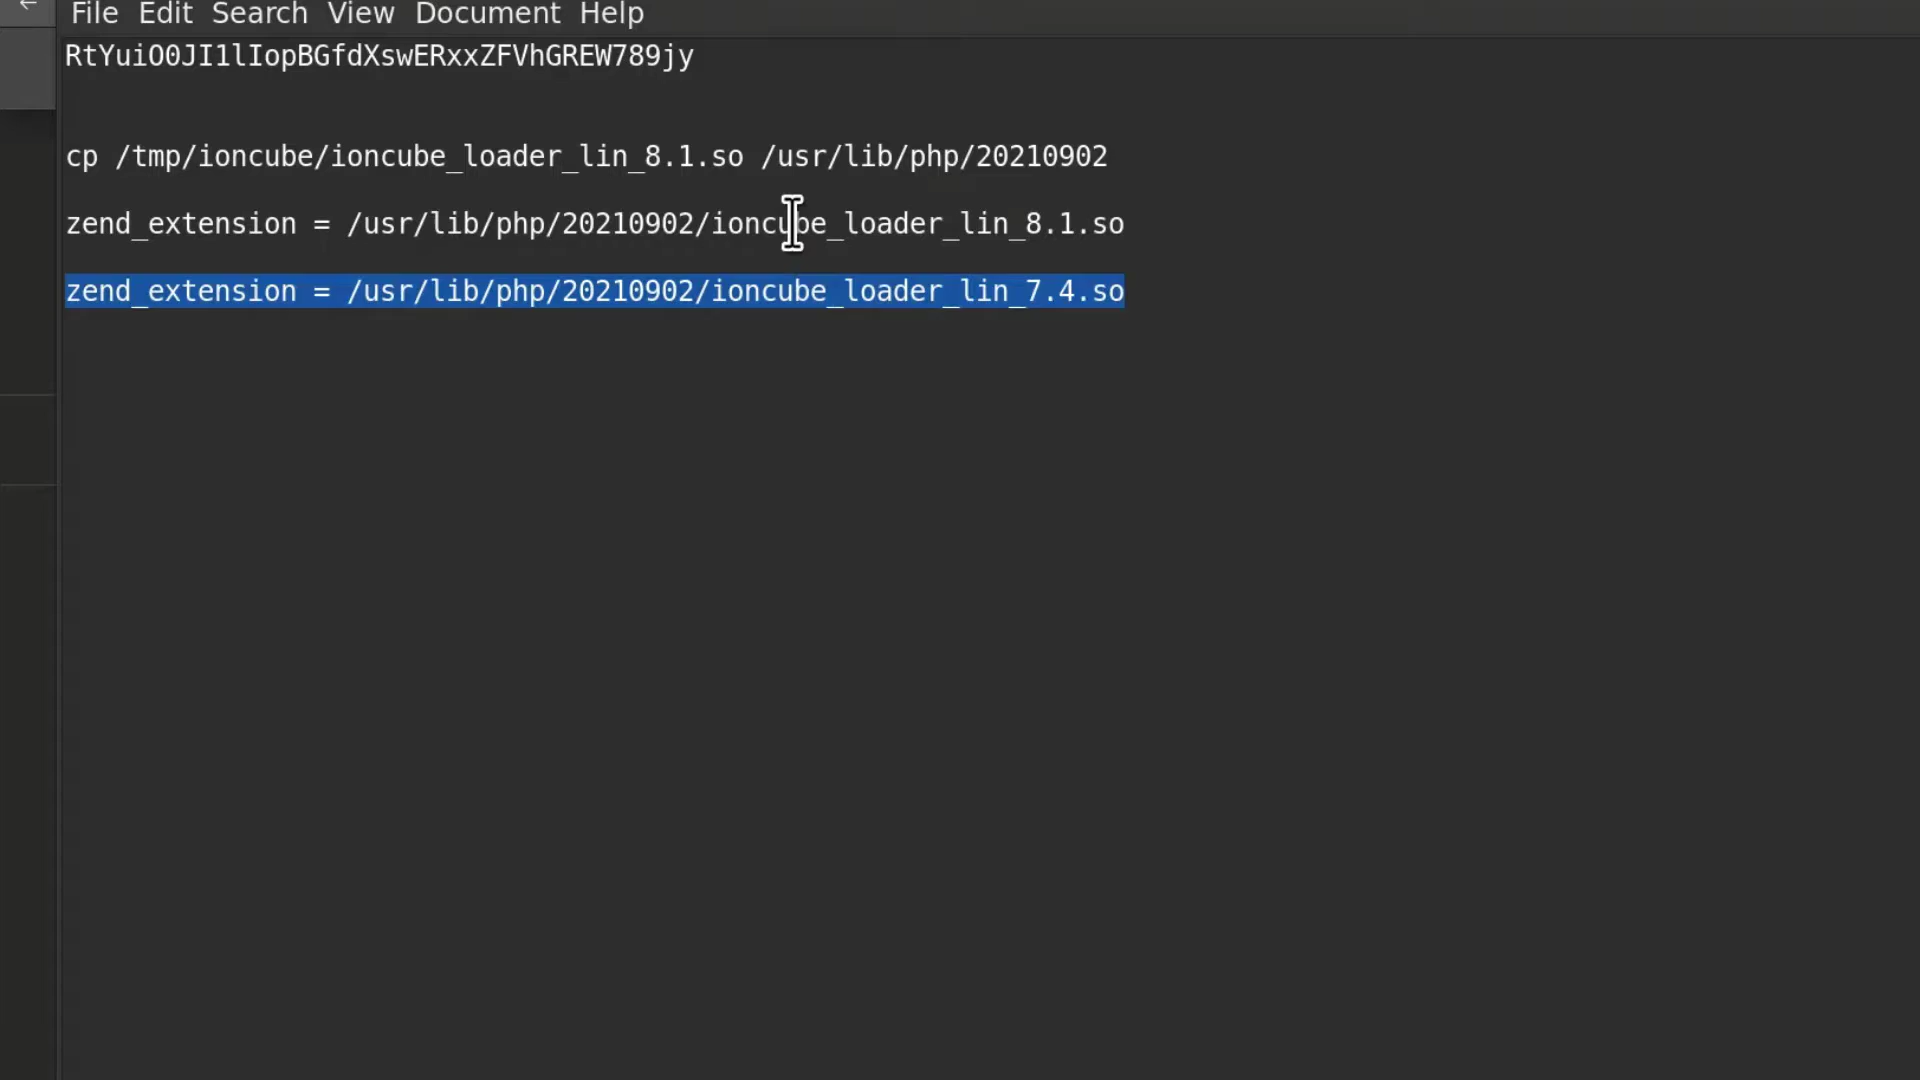 File Edit Search View Document Help
RtYuiO0JI1lIopBGfdXswERxxZFVhGREW789jy
cp /tmp/ioncube/ioncube_loader_lin_8.1.so /usr/lib/php/20210902
zend_extension = /usr/lib/php/20210902/ioncube_loader_lin_8.1.so
zend_extension = /usr/lib/php/20210902/ioncube_loader_lin_7.4.so